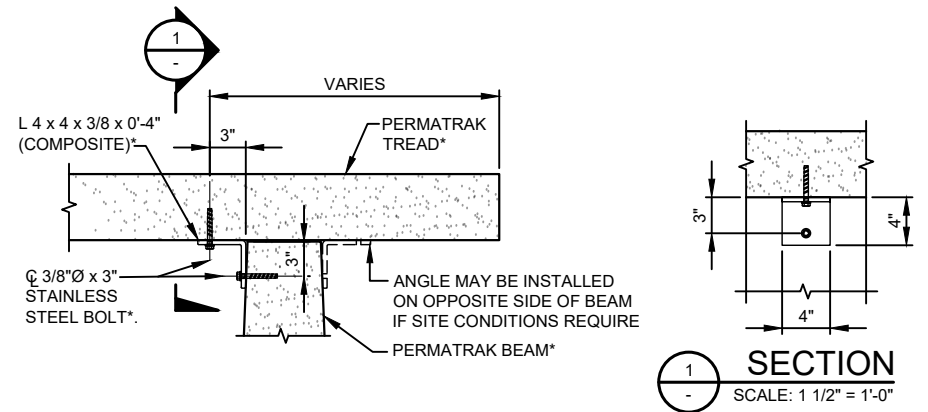 1
-
VARIES
L 4 x 4 x 3/8 x 0'-4"
(COMPOSITE)*
3"
PERMATRAK
TREAD*
3"
℄ 3/8"Ø x 3"
STAINLESS
STEEL BOLT*.
ANGLE MAY BE INSTALLED
ON OPPOSITE SIDE OF BEAM
IF SITE CONDITIONS REQUIRE
PERMATRAK BEAM*
3"
4"
4"
1
-
SECTION
SCALE: 1 1/2" = 1'-0"